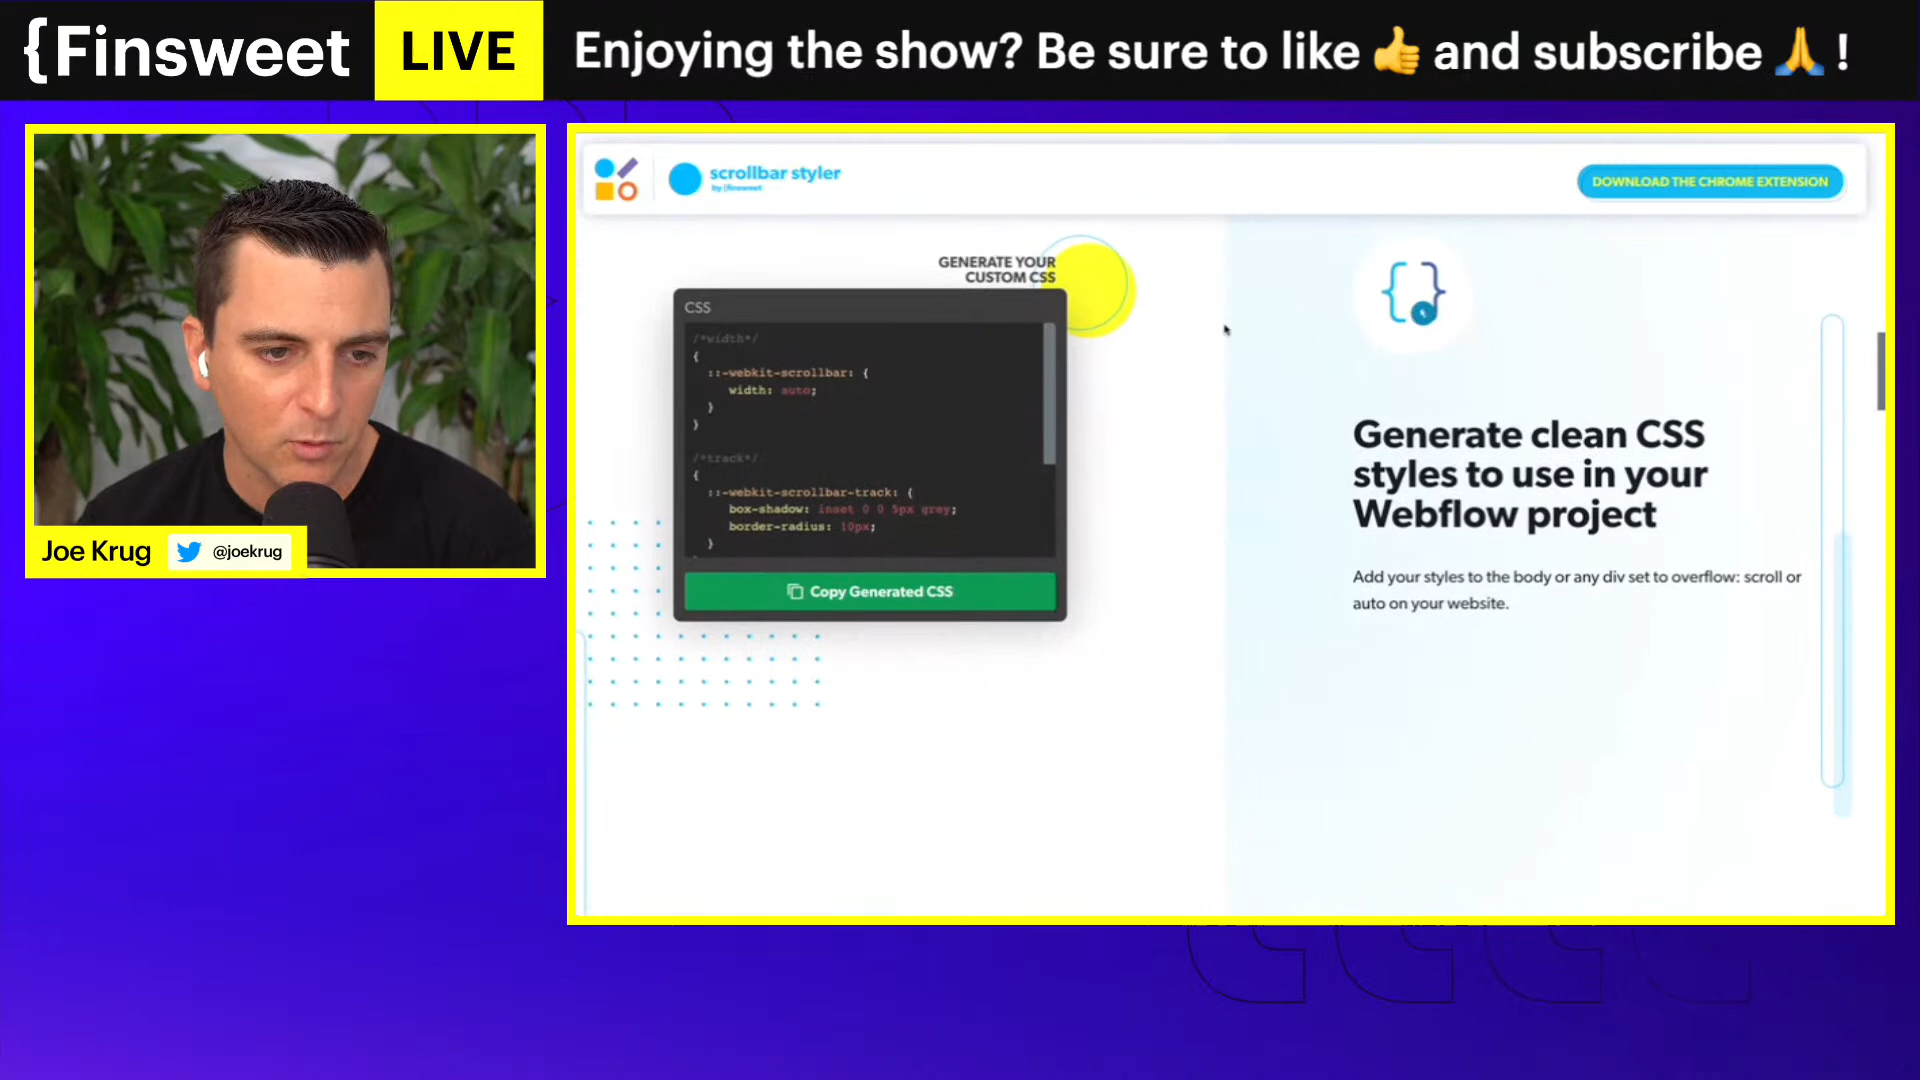 {Finsweet
LIVE
Enjoying the show? Be sure to like 👍 and subscribe 🙏 !
Joe Krug
@joekrug
scrollbar styler
by {finsweet
DOWNLOAD THE CHROME EXTENSION
GENERATE YOUR
CUSTOM CSS
CSS
/*width*/
{
::-webkit-scrollbar: {
width: auto;
}
}
/*track*/
{
::-webkit-scrollbar-track: {
box-shadow: inset 0 0 5px grey;
border-radius: 10px;
}
Copy Generated CSS
Generate clean CSS
styles to use in your
Webflow project
Add your styles to the body or any div set to overflow: scroll or
auto on your website.